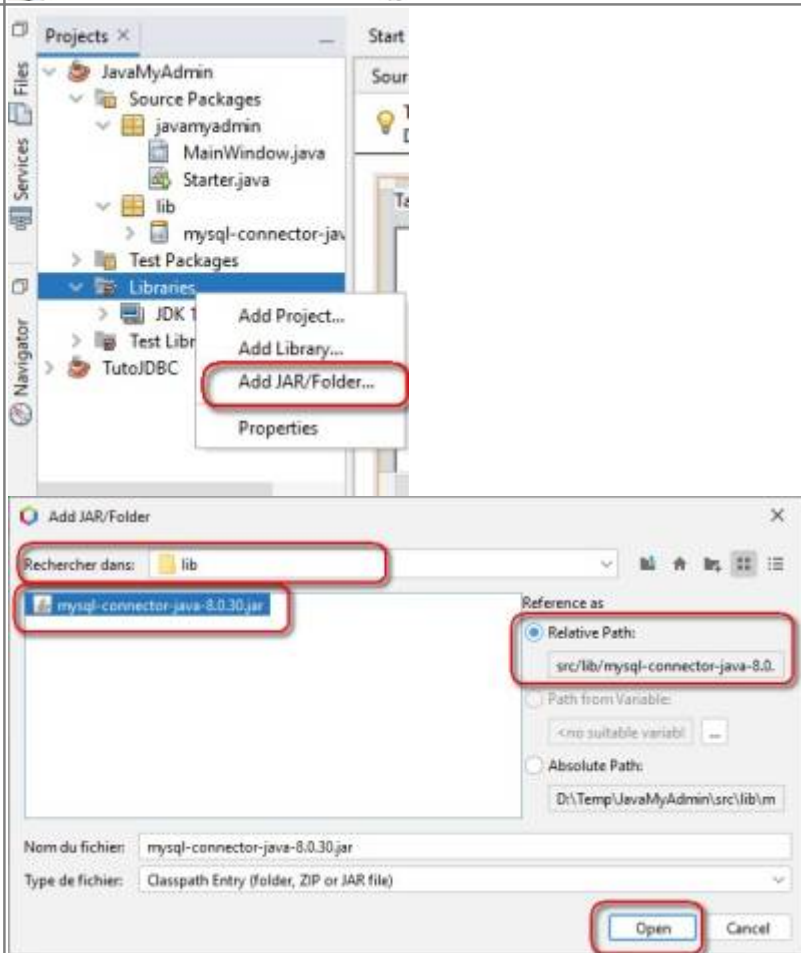 Projects ×
Start
Files
Services
Navigator
JavaMyAdmin
Source Packages
javamyadmin
MainWindow.java
Starter.java
lib
mysql-connector-jav
Test Packages
Libraries
JDK 1
Test Libr
TutoJDBC
Sour
Add Project...
Add Library...
Add JAR/Folder...
Properties
Add JAR/Folder
Rechercher dans: lib
mysql-connector-java-8.0.30.jar
Reference as
Relative Path:
src/lib/mysql-connector-java-8.0.
Path from Variable:
<no suitable variabl ...
Absolute Path:
D:\Temp\JavaMyAdmin\src\lib\m
Nom du fichier: mysql-connector-java-8.0.30.jar
Type de fichier: Classpath Entry (folder, ZIP or JAR file)
Open Cancel